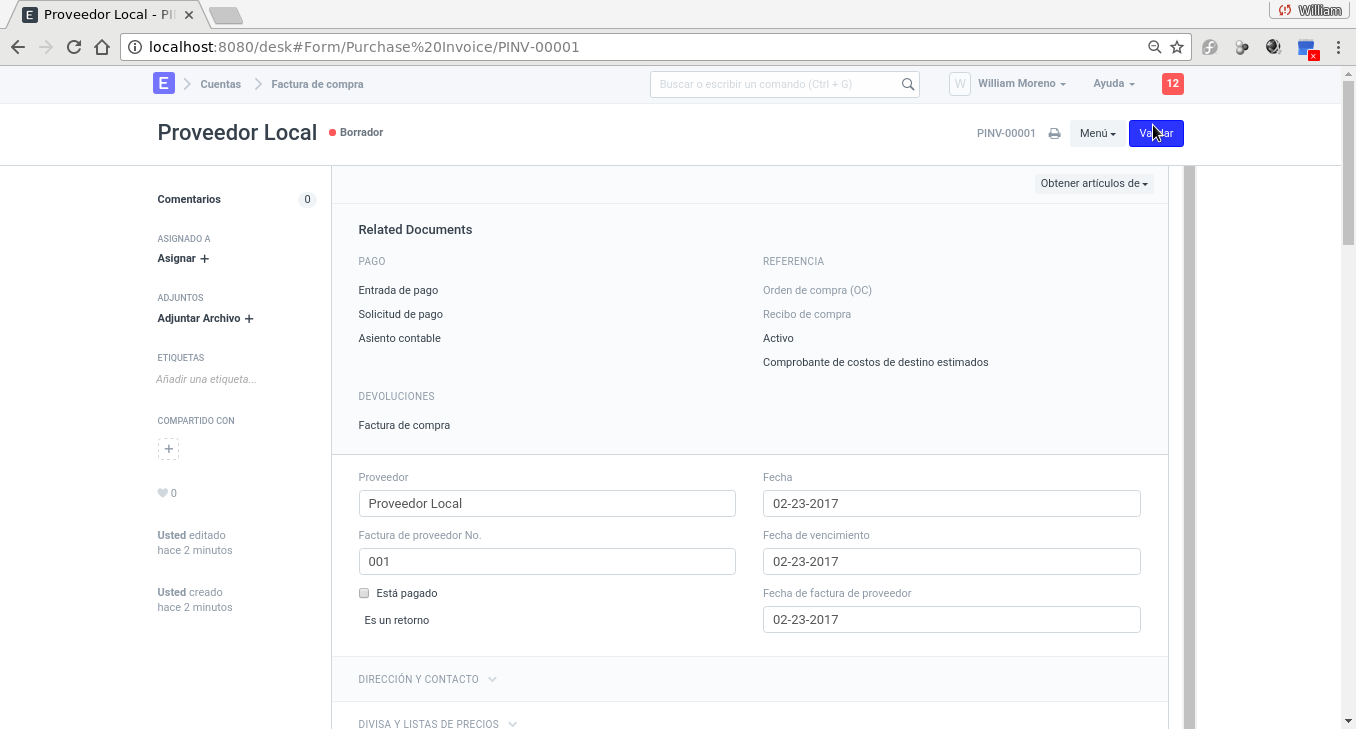 Proveedor Local - PI
William
localhost:8080/desk#Form/Purchase%20Invoice/PINV-00001
E Cuentas Factura de compra
Buscar o escribir un comando (Ctrl + G)
W William Moreno Ayuda 12
Proveedor Local Borrador
PINV-00001 Menú
Obtener artículos de
Comentarios 0
ASIGNADO A
Asignar +
ADJUNTOS
Adjuntar Archivo +
ETIQUETAS
Añadir una etiqueta...
COMPARTIDO CON
+
0
Usted editado
hace 2 minutos
Usted creado
hace 2 minutos
Related Documents
PAGO
Entrada de pago
Solicitud de pago
Asiento contable
REFERENCIA
Orden de compra (OC)
Recibo de compra
Activo
Comprobante de costos de destino estimados
DEVOLUCIONES
Factura de compra
Proveedor
Proveedor Local
Factura de proveedor No.
001
Está pagado
Es un retorno
Fecha
02-23-2017
Fecha de vencimiento
02-23-2017
Fecha de factura de proveedor
02-23-2017
DIRECCIÓN Y CONTACTO
DIVISA Y LISTAS DE PRECIOS